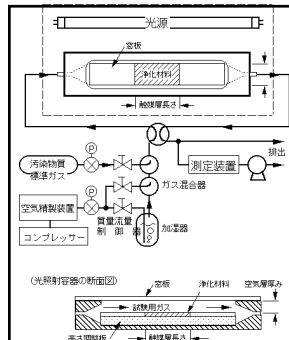 光源
窓板
浄化材料
触媒層長さ
排出
汚染物質
標準ガス
P
測定装置
ガス混合器
空気精製装置
P
質量流量
制御器
加湿器
コンプレッサー
(光照射容器の断面図)
窓板
浄化材料
空気層厚み
試験用ガス
高さ調節板
触媒層長さ